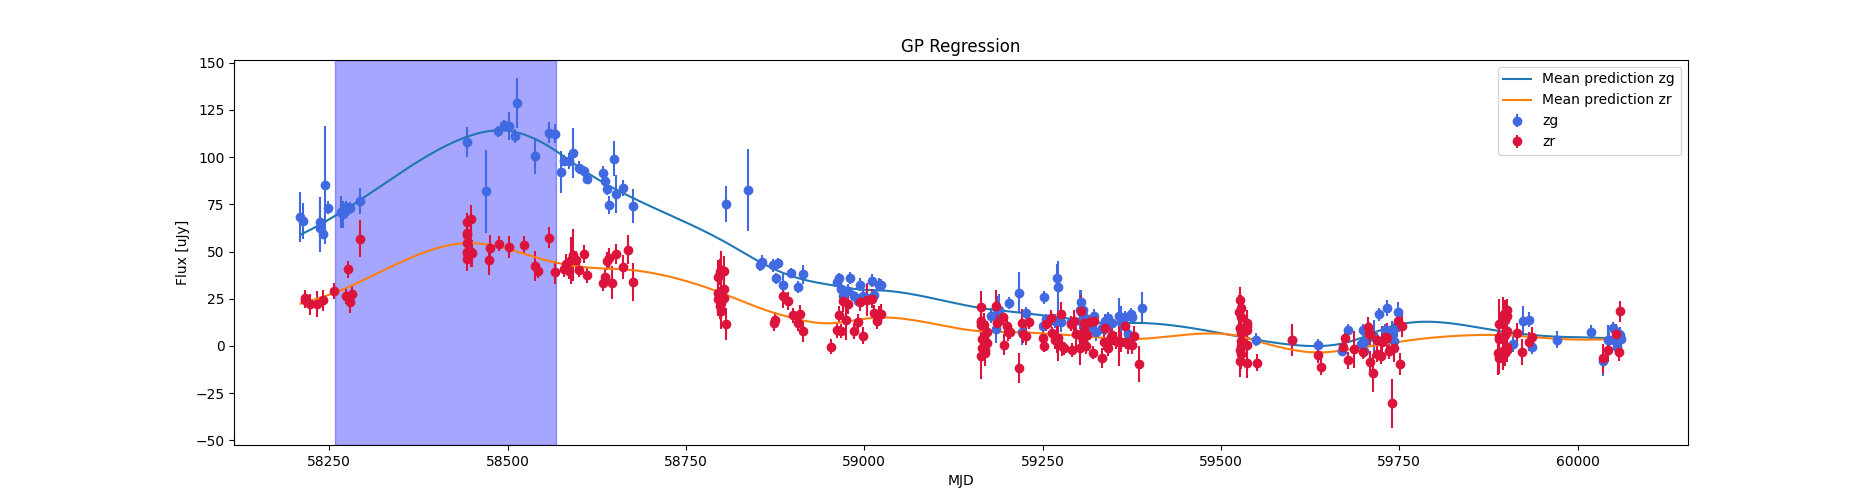 GP Regression
150
125
100
75
50
25
0
−25
−50
Flux [uJy]
Mean prediction zg
Mean prediction zr
zg
zr
58250 58500 58750 59000 59250 59500 59750 60000
MJD